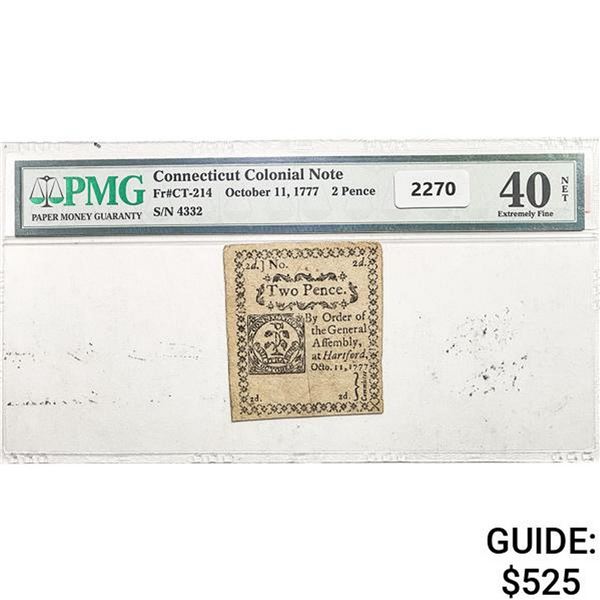 PMG
PAPER MONEY GUARANTY
Connecticut Colonial Note
Fr#CT-214 October 11, 1777 2 Pence
S/N 4332
2270
40 NET
Extremely Fine
2d.] No. 2d.
Two Pence.
By Order of
the General
Assembly,
at Hartford,
Octo. 11, 1777
2d. 2d.
GUIDE:
$525